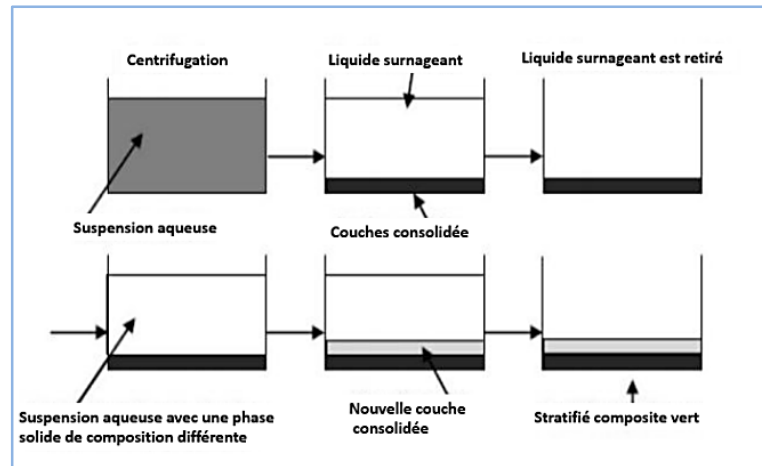 Centrifugation
Liquide surnageant
Liquide surnageant est retiré
Suspension aqueuse
Couches consolidée
Suspension aqueuse avec une phase
solide de composition différente
Nouvelle couche
consolidée
Stratifié composite vert